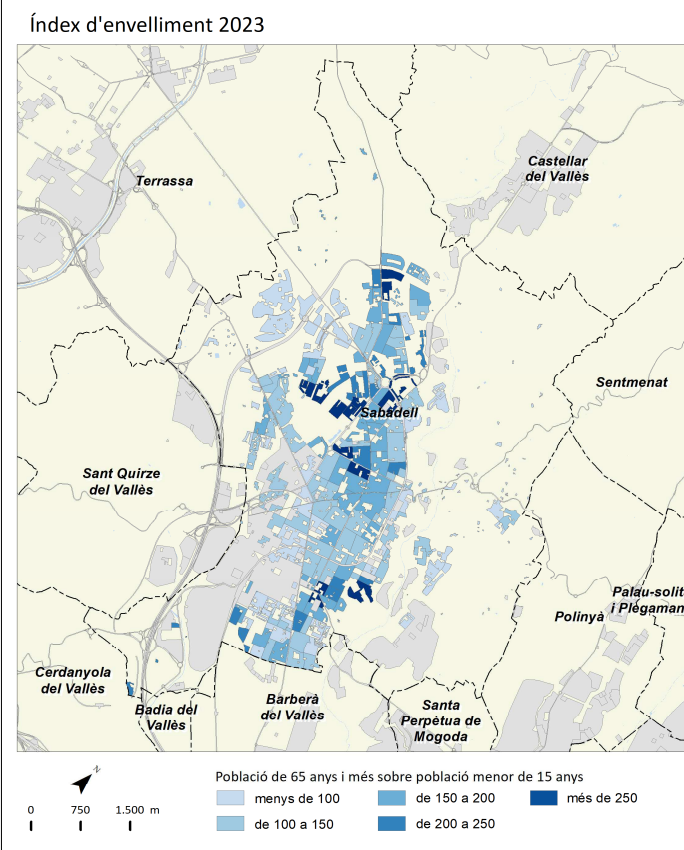 Índex d'envelliment 2023
Terrassa
Castellar
del Vallès
Sentmenat
Sabadell
Sant Quirze
del Vallès
Palau-solit
i Plegaman
Polinyà
Cerdanyola
del Vallès
Badia del
Vallès
Barberà
del Vallès
Santa
Perpètua de
Mogoda
N
0 750 1.500 m
Població de 65 anys i més sobre població menor de 15 anys
menys de 100
de 100 a 150
de 150 a 200
de 200 a 250
més de 250